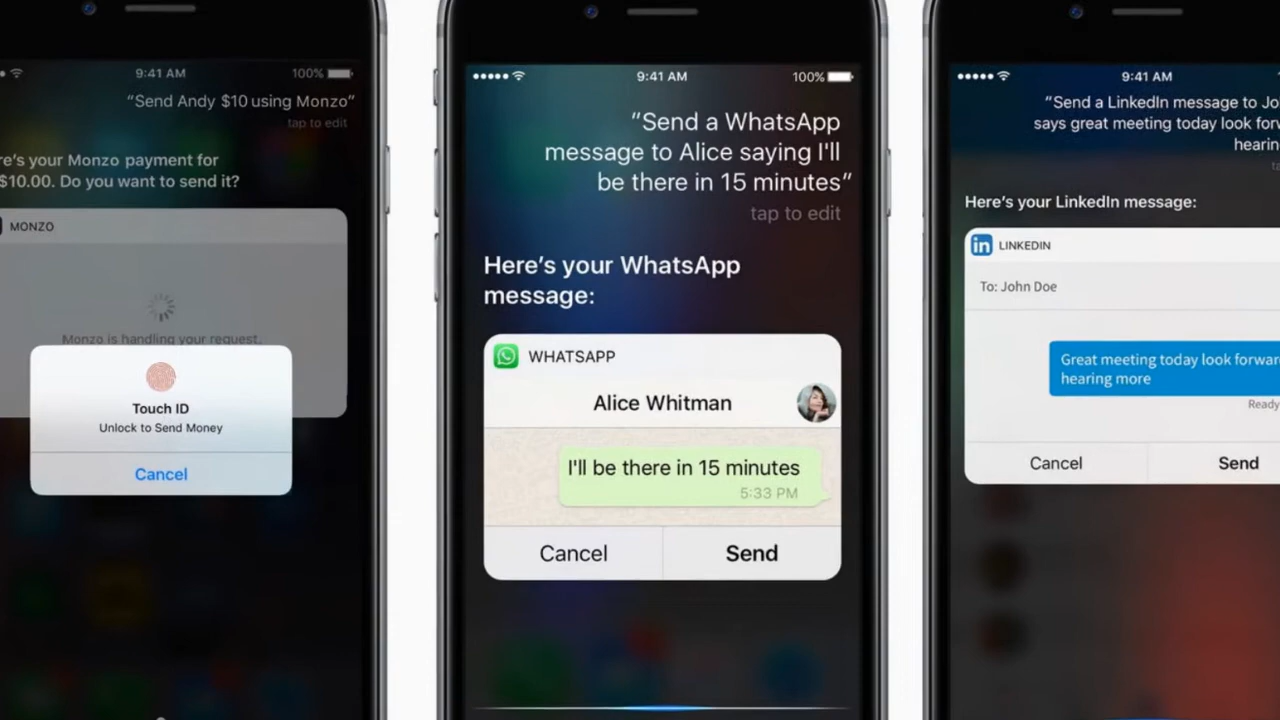 9:41 AM
100%
“Send Andy $10 using Monzo”
tap to edit
re’s your Monzo payment for
$10.00. Do you want to send it?
MONZO
Monzo is handling your request.
Touch ID
Unlock to Send Money
Cancel
9:41 AM
100%
“Send a WhatsApp
message to Alice saying I'll
be there in 15 minutes”
tap to edit
Here’s your WhatsApp
message:
WHATSAPP
Alice Whitman
I'll be there in 15 minutes
5:33 PM
Cancel
Send
9:41 AM
“Send a LinkedIn message to Jo
says great meeting today look forw
hearin
Here’s your LinkedIn message:
in LINKEDIN
To: John Doe
Great meeting today look forwar
hearing more
Ready
Cancel
Send